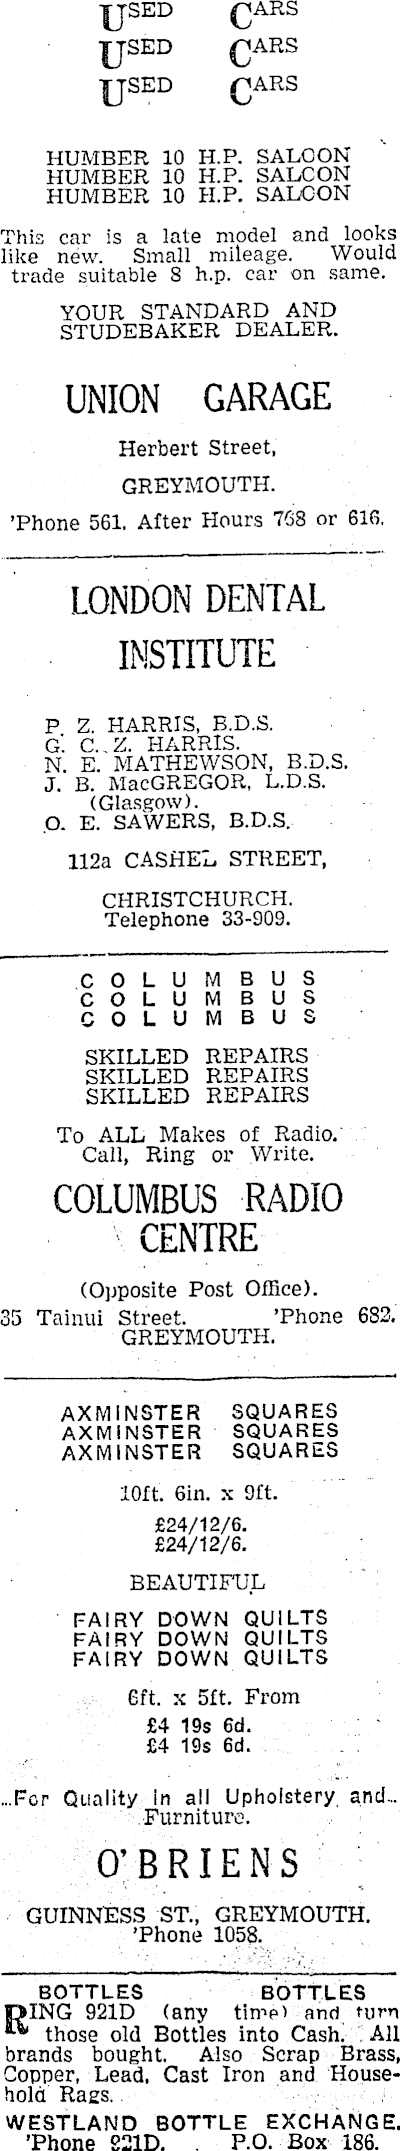 USED CARS
USED CARS
USED CARS
HUMBER 10 H.P. SALOON
HUMBER 10 H.P. SALOON
HUMBER 10 H.P. SALOON
This car is a late model and looks
like new. Small mileage. Would
trade suitable 8 h.p. car on same.
YOUR STANDARD AND
STUDEBAKER DEALER.
UNION GARAGE
Herbert Street,
GREYMOUTH.
'Phone 561. After Hours 768 or 616.
LONDON DENTAL
INSTITUTE
P. Z. HARRIS, B.D.S.
G. C. Z. HARRIS.
N. E. MATHEWSON, B.D.S.
J. B. MacGREGOR, L.D.S.
(Glasgow).
O. E. SAWERS, B.D.S.
112a CASHEL STREET,
CHRISTCHURCH.
Telephone 33-909.
COLUMBUS
COLUMBUS
COLUMBUS
SKILLED REPAIRS
SKILLED REPAIRS
SKILLED REPAIRS
To ALL Makes of Radio.
Call, Ring or Write.
COLUMBUS RADIO
CENTRE
(Opposite Post Office).
35 Tainui Street. 'Phone 682.
GREYMOUTH.
AXMINSTER SQUARES
AXMINSTER SQUARES
AXMINSTER SQUARES
10ft. 6in. x 9ft.
£24/12/6.
£24/12/6.
BEAUTIFUL
FAIRY DOWN QUILTS
FAIRY DOWN QUILTS
FAIRY DOWN QUILTS
6ft. x 5ft. From
£4 19s 6d.
£4 19s 6d.
...For Quality in all Upholstery and...
Furniture.
O'BRIENS
GUINNESS ST., GREYMOUTH.
'Phone 1058.
BOTTLES BOTTLES
RING 921D (any time) and turn
those old Bottles into Cash. All
brands bought. Also Scrap Brass,
Copper, Lead, Cast Iron and House-
hold Rags.
WESTLAND BOTTLE EXCHANGE.
'Phone 921D. P.O. Box 186.